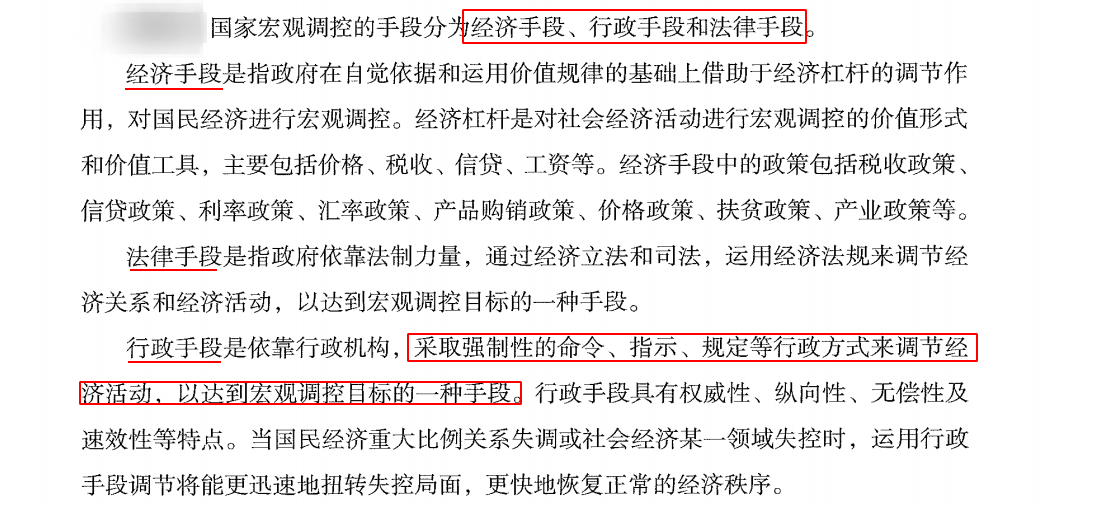 国家宏观调控的手段分为经济手段、行政手段和法律手段。
经济手段是指政府在自觉依据和运用价值规律的基础上借助于经济杠杆的调节作
用，对国民经济进行宏观调控。经济杠杆是对社会经济活动进行宏观调控的价值形式
和价值工具，主要包括价格、税收、信贷、工资等。经济手段中的政策包括税收政策、
信贷政策、利率政策、汇率政策、产品购销政策、价格政策、扶贫政策、产业政策等。
法律手段是指政府依靠法制力量，通过经济立法和司法，运用经济法规来调节经
济关系和经济活动，以达到宏观调控目标的一种手段。
行政手段是依靠行政机构，采取强制性的命令、指示、规定等行政方式来调节经
济活动，以达到宏观调控目标的一种手段。行政手段具有权威性、纵向性、无偿性及
速效性等特点。当国民经济重大比例关系失调或社会经济某一领域失控时，运用行政
手段调节将能更迅速地扭转失控局面，更快地恢复正常的经济秩序。